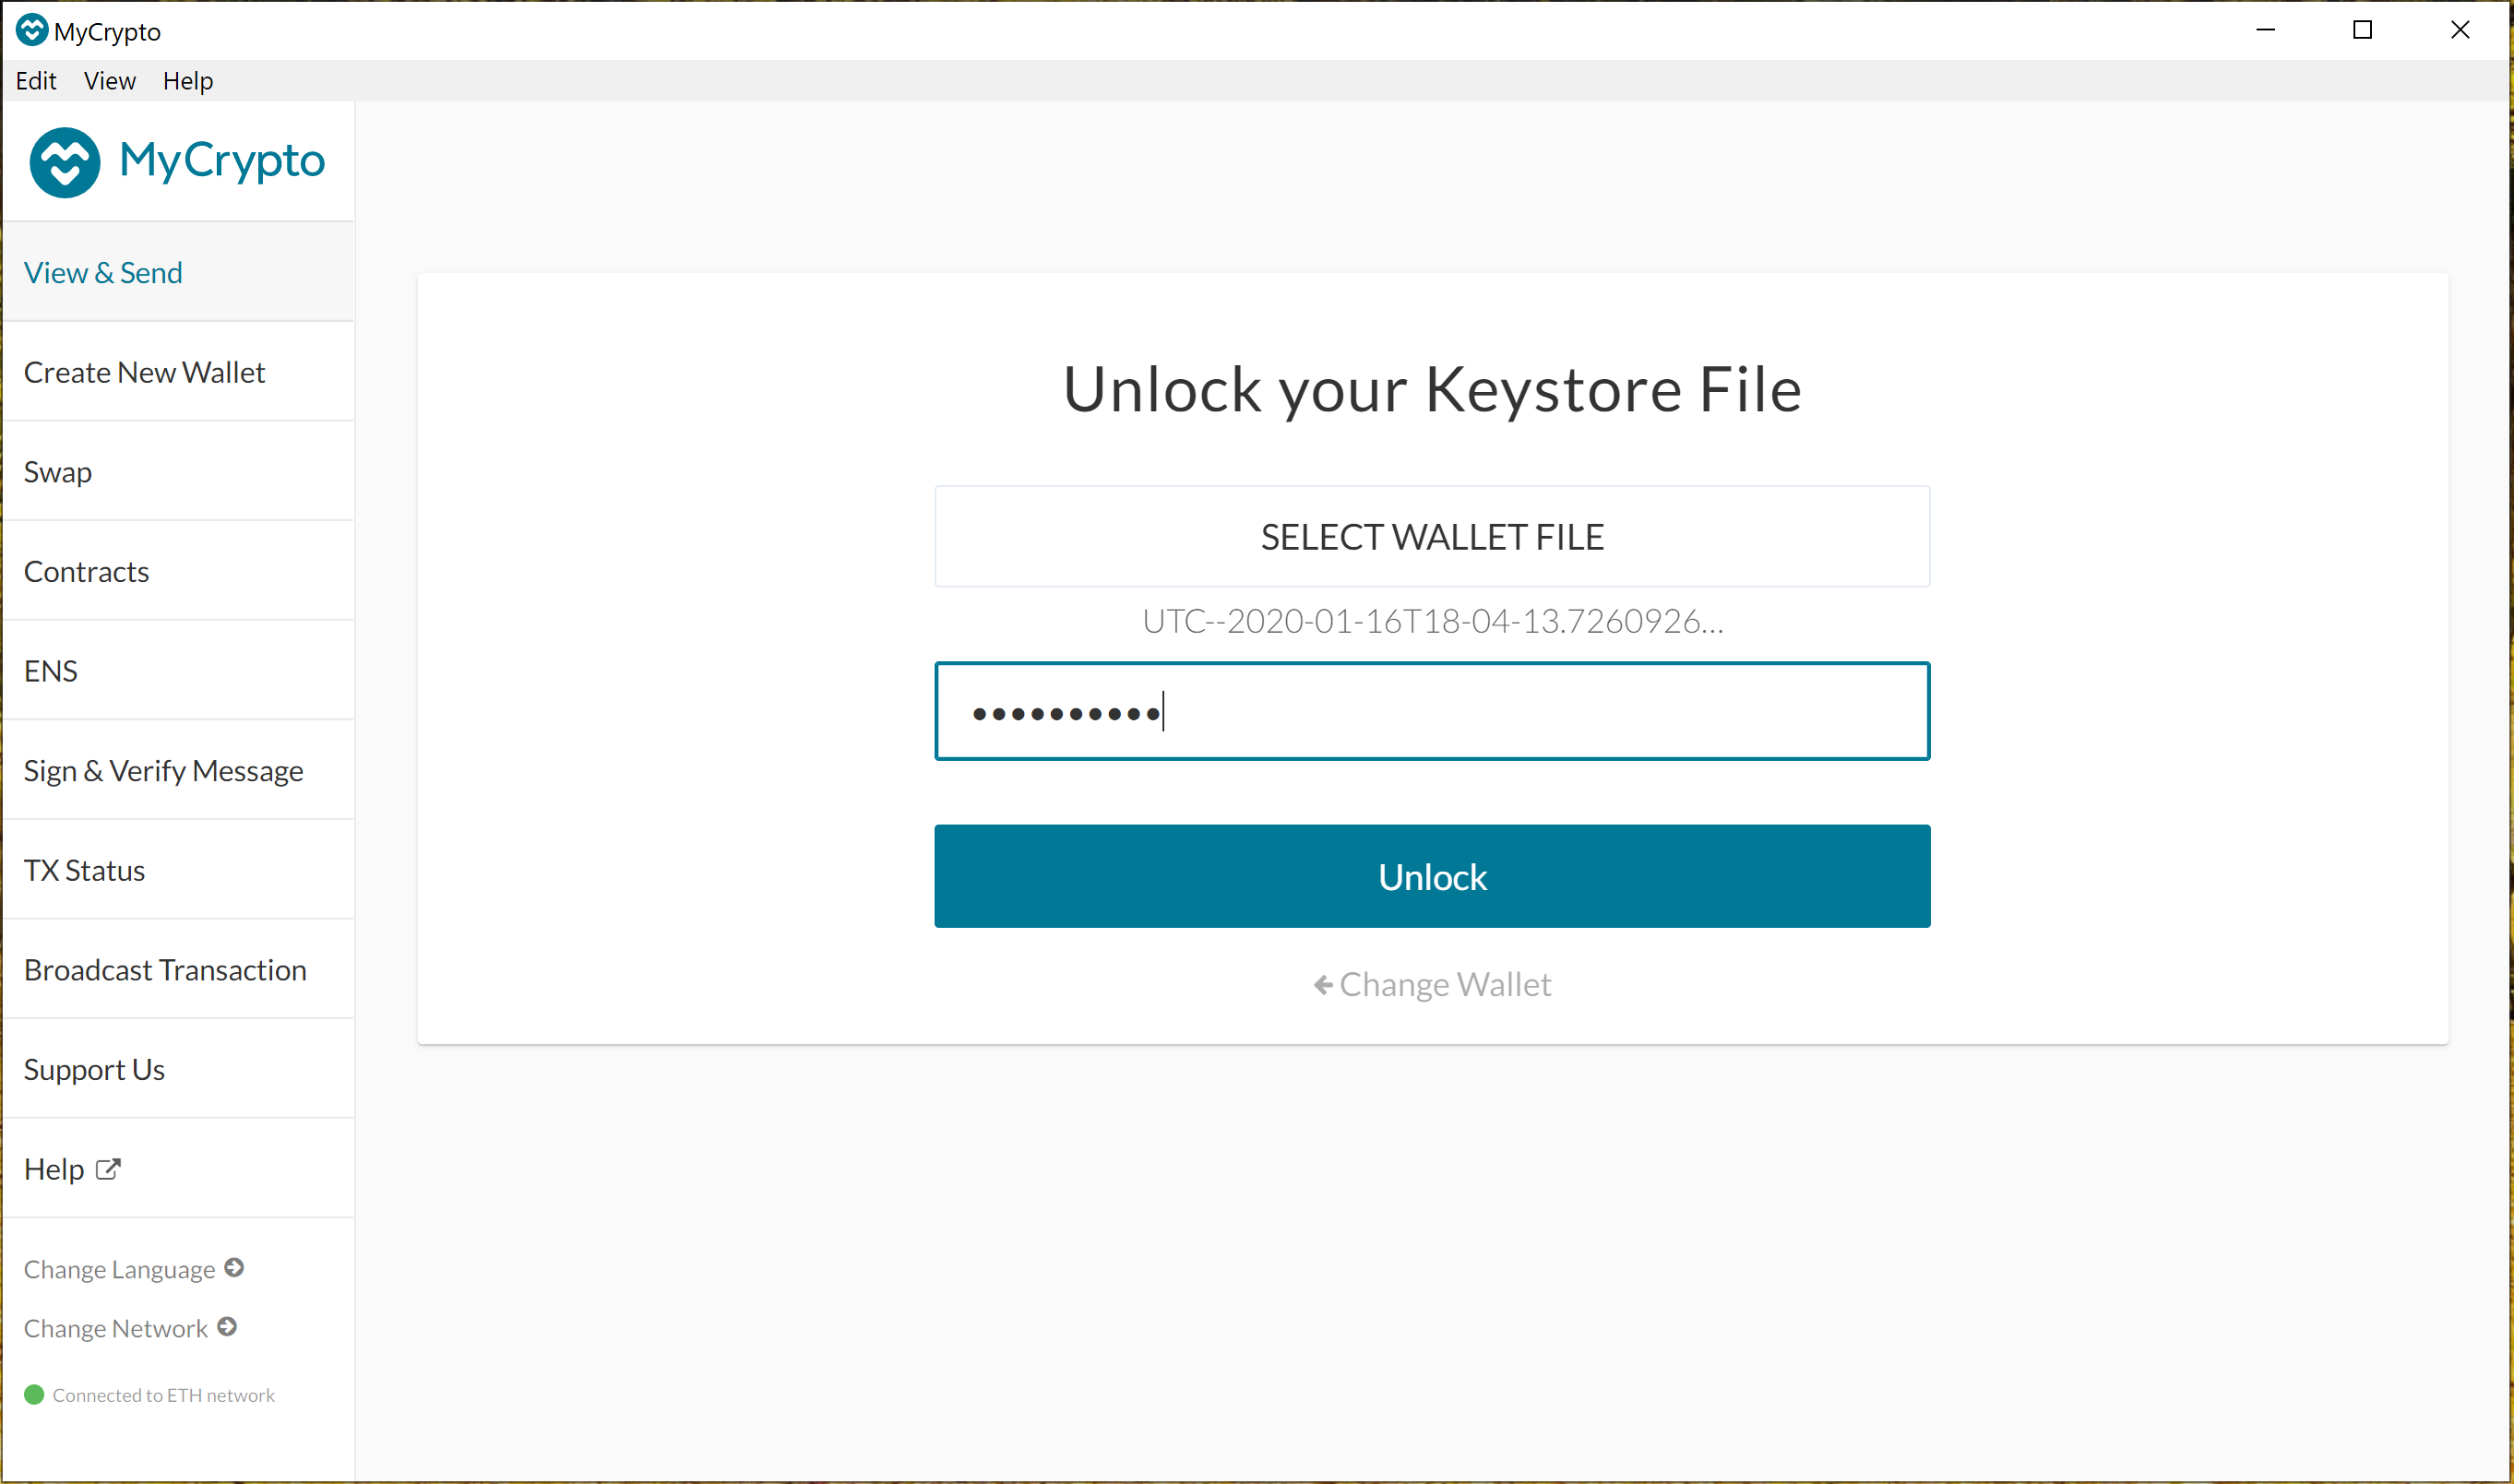 MyCrypto
Edit View Help
MyCrypto
View & Send
Create New Wallet
Swap
Contracts
ENS
Sign & Verify Message
TX Status
Broadcast Transaction
Support Us
Help
Change Language
Change Network
Connected to ETH network
Unlock your Keystore File
SELECT WALLET FILE
UTC--2020-01-16T18-04-13.7260926...
••••••••••
Unlock
Change Wallet